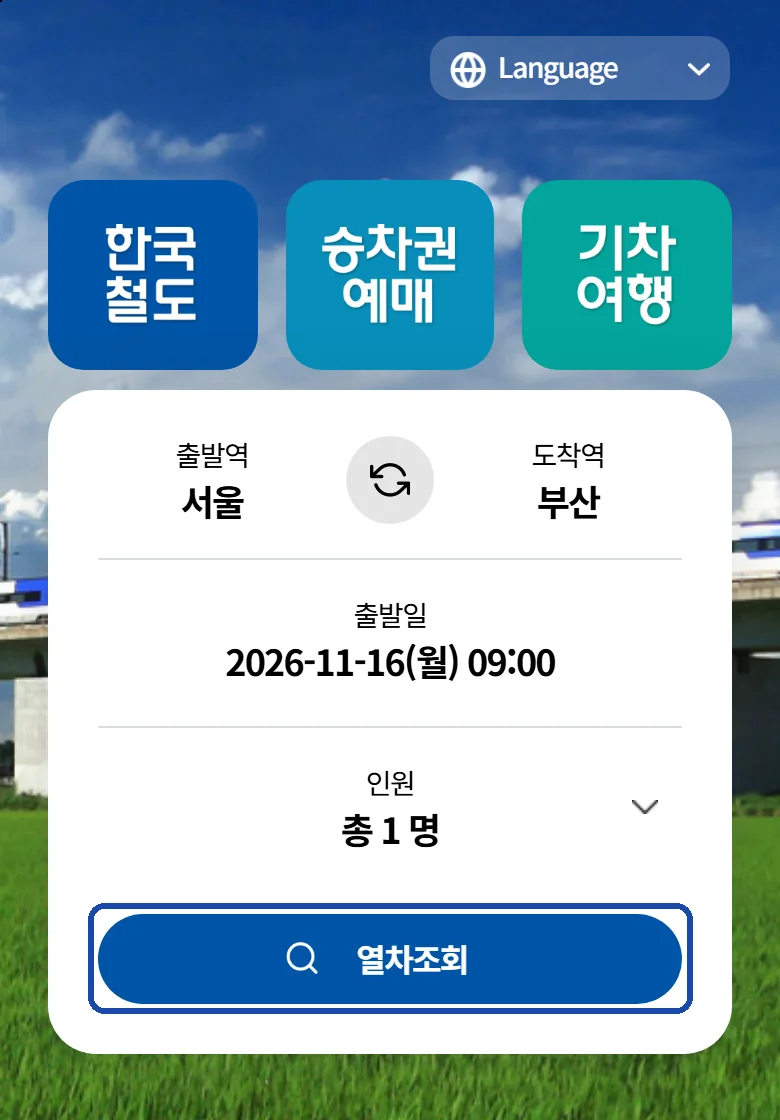 Language
한국
철도
승차권
예매
기차
여행
출발역
서울
도착역
부산
출발일
2026-11-16(월) 09:00
인원
총 1 명
열차조회